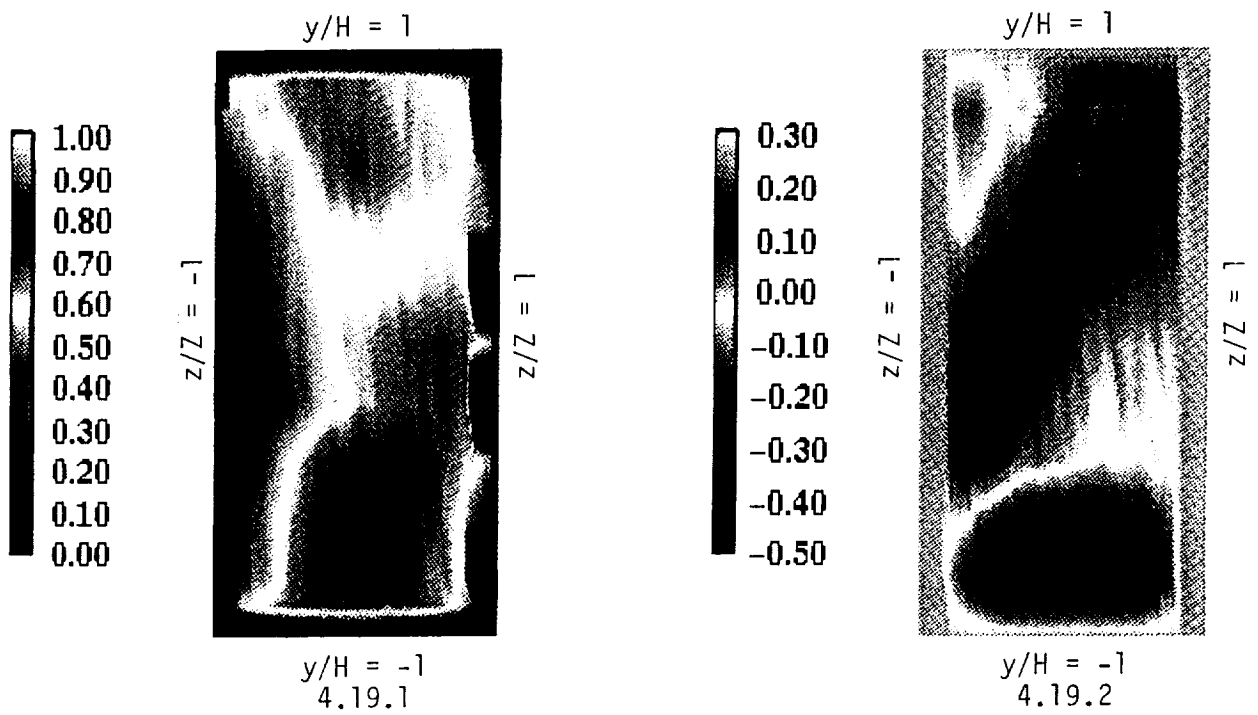 y/H = 1
1.00
0.90
0.80
0.70
0.60
0.50
0.40
0.30
0.20
0.10
0.00
z/Z = -1
z/Z = 1
y/H = -1
4.19.1
y/H = 1
0.30
0.20
0.10
0.00
-0.10
-0.20
-0.30
-0.40
-0.50
z/Z = -1
z/Z = 1
y/H = -1
4.19.2